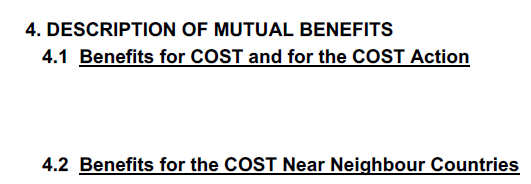 4. DESCRIPTION OF MUTUAL BENEFITS
4.1 Benefits for COST and for the COST Action
4.2 Benefits for the COST Near Neighbour Countries